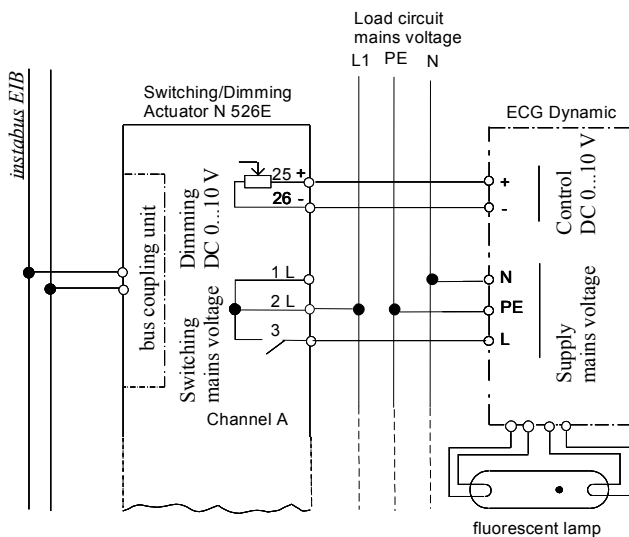 Load circuit
mains voltage
L1 PE N
instabus EIB
Switching/Dimming
Actuator N 526E
ECG Dynamic
bus coupling unit
Dimming
DC 0...10 V
25 +
26 -
+
-
Control
DC 0...10 V
Switching
mains voltage
1 L
2 L
3
N
PE
L
Supply
mains voltage
Channel A
fluorescent lamp